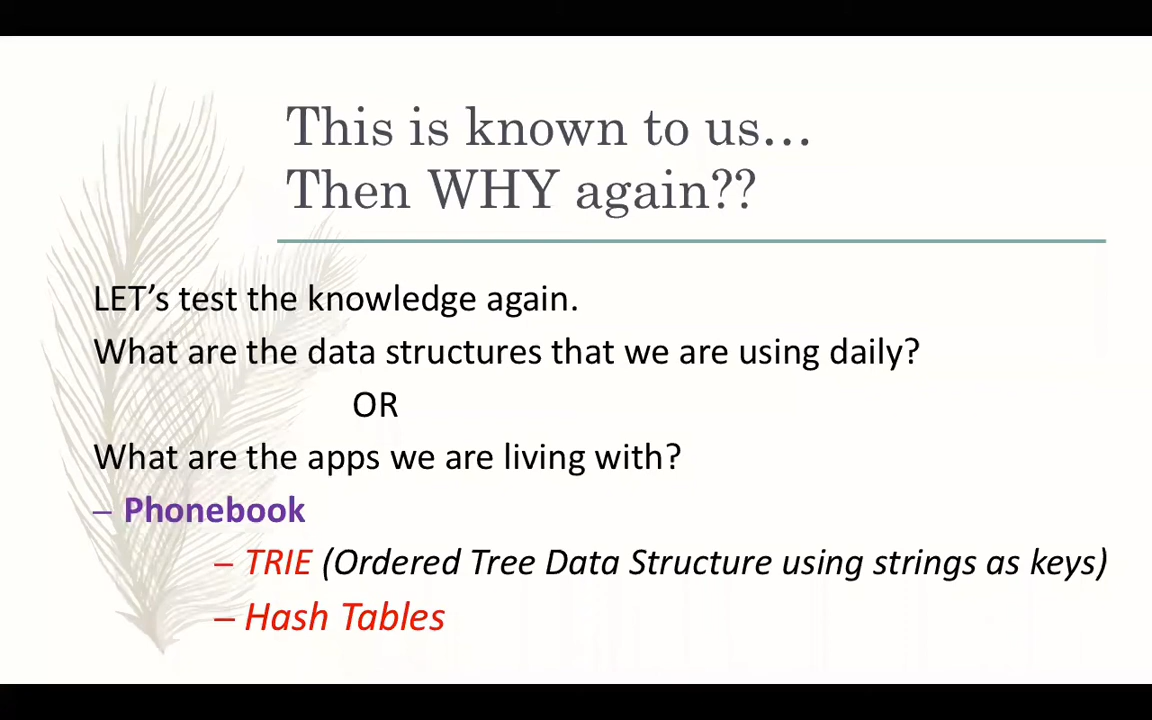 This is known to us…
Then WHY again??
LET’s test the knowledge again.
What are the data structures that we are using daily?
OR
What are the apps we are living with?
– Phonebook
– TRIE (Ordered Tree Data Structure using strings as keys)
– Hash Tables